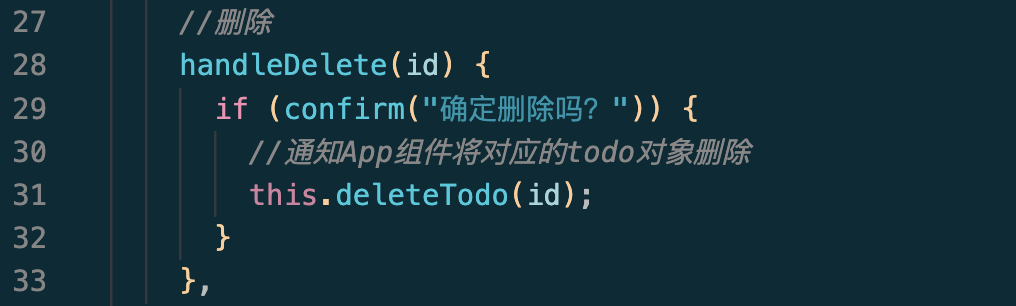 27 //删除
28 handleDelete(id) {
29 if (confirm("确定删除吗？")) {
30 //通知App组件将对应的todo对象删除
31 this.deleteTodo(id);
32 }
33 },